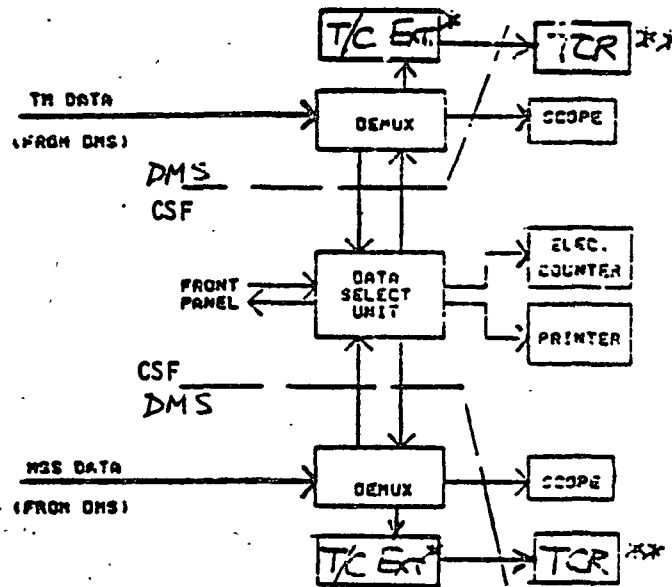 T/C Ext.* TCR **
TM DATA
(FROM DMS)
DEMUX
SCOPE
DMS
CSF
FRONT
PANEL
DATA
SELECT
UNIT
ELEC.
COUNTER
PRINTER
CSF
DMS
MSS DATA
(FROM DMS)
DEMUX
SCOPE
T/C Ext* TCR **